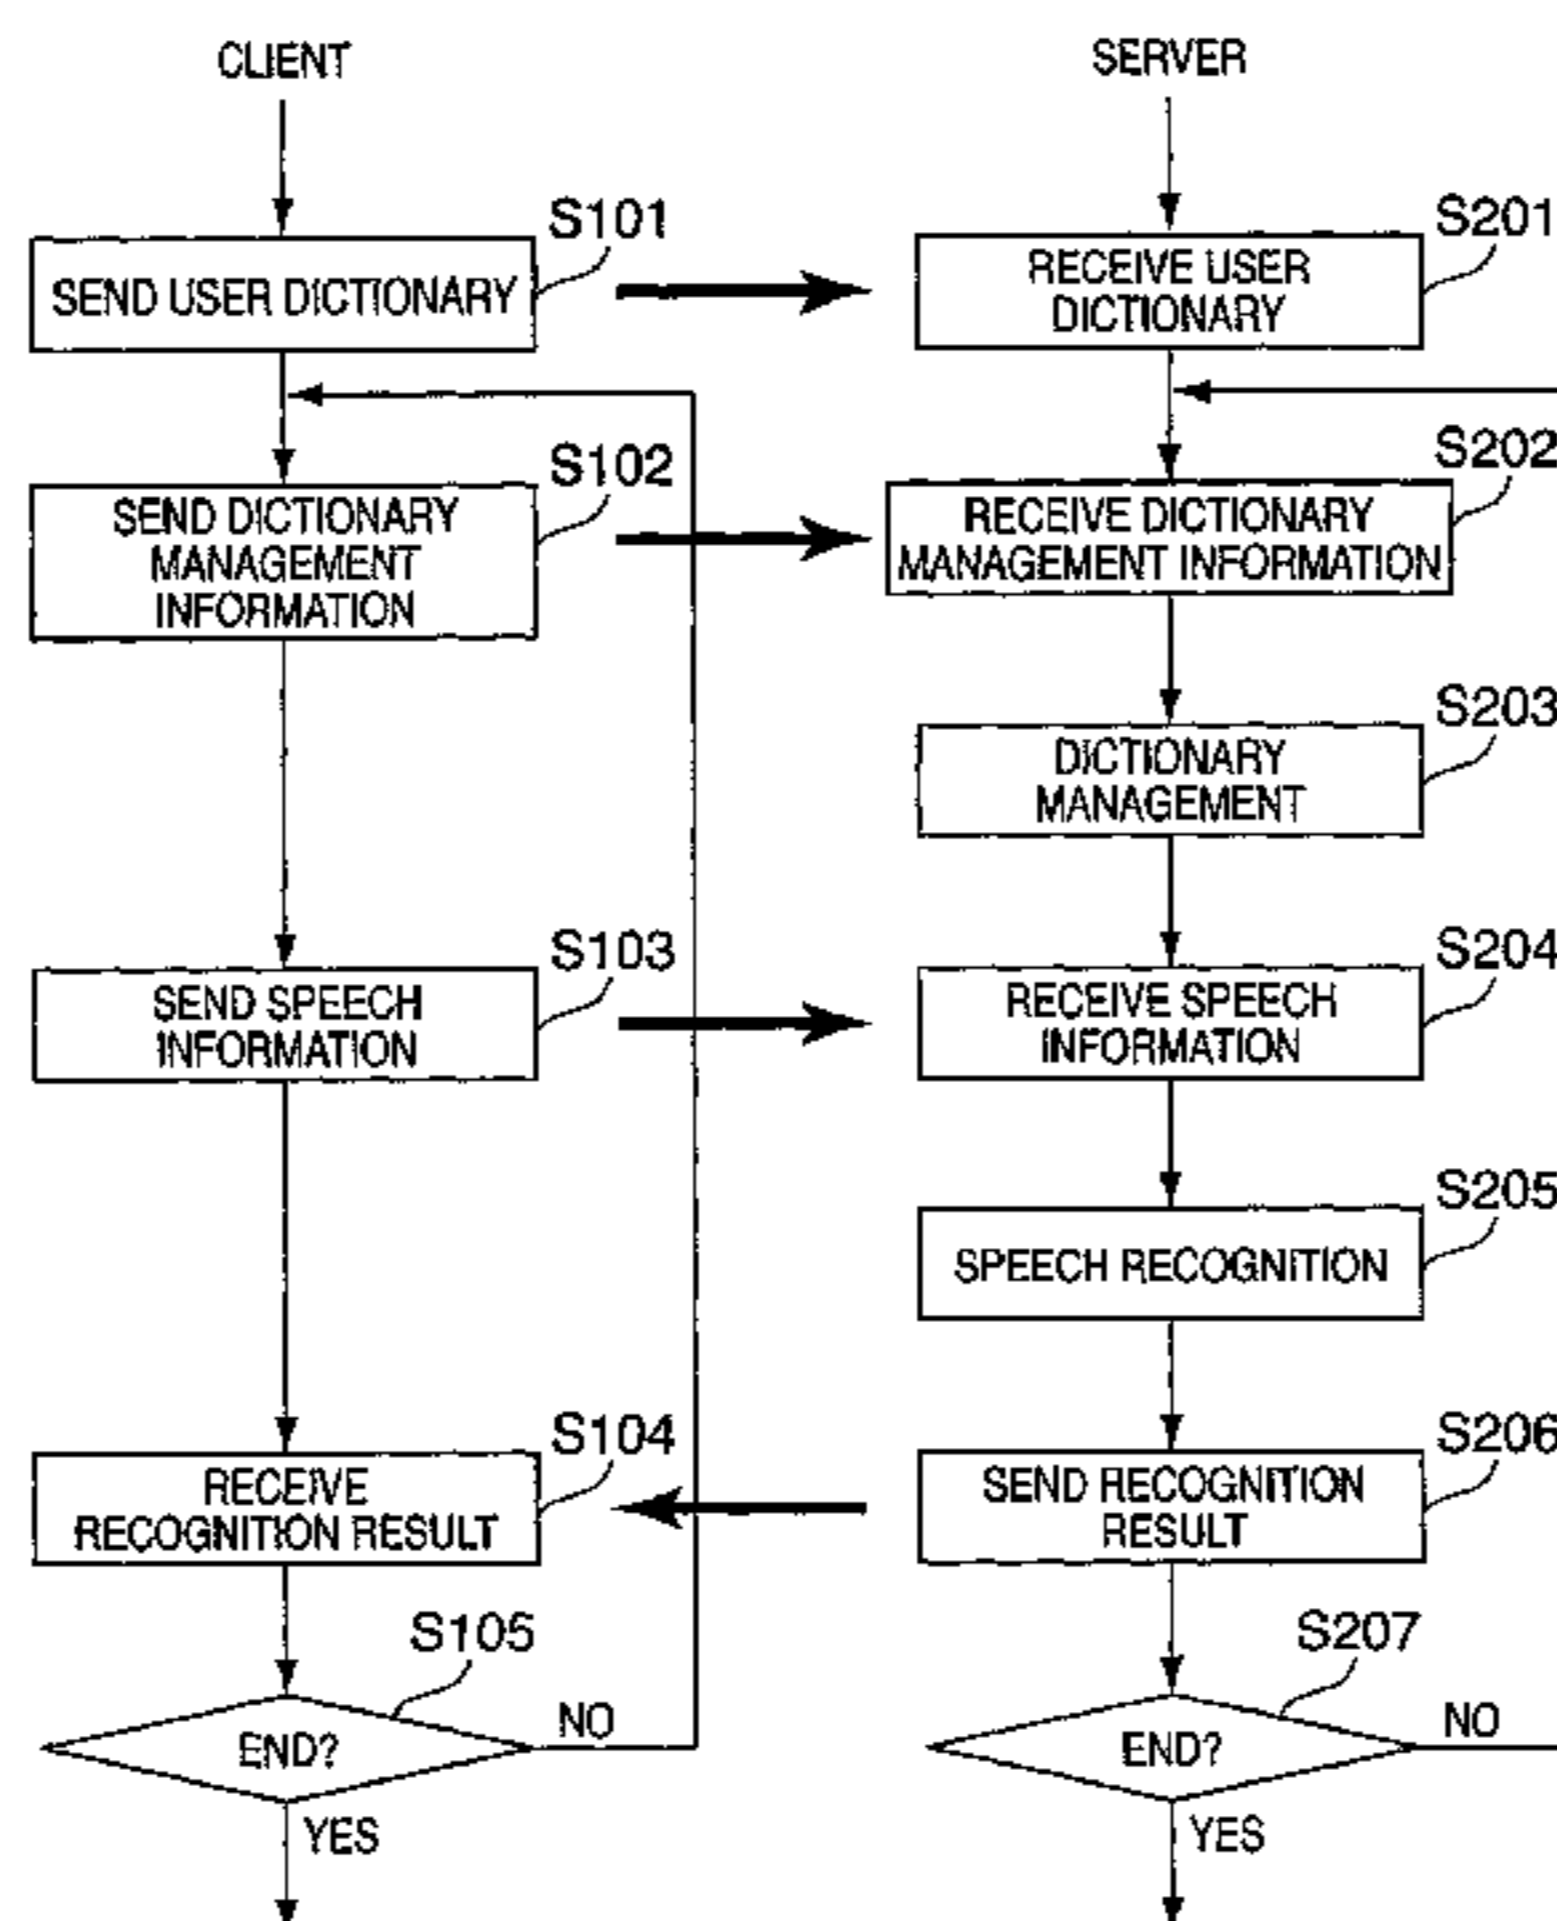 CLIENT
SERVER
S101
SEND USER DICTIONARY
S201
RECEIVE USER
DICTIONARY
S102
SEND DICTIONARY
MANAGEMENT
INFORMATION
S202
RECEIVE DICTIONARY
MANAGEMENT INFORMATION
S203
DICTIONARY
MANAGEMENT
S103
SEND SPEECH
INFORMATION
S204
RECEIVE SPEECH
INFORMATION
S205
SPEECH RECOGNITION
S104
RECEIVE
RECOGNITION RESULT
S206
SEND RECOGNITION
RESULT
S105
END?
NO
YES
S207
END?
NO
YES